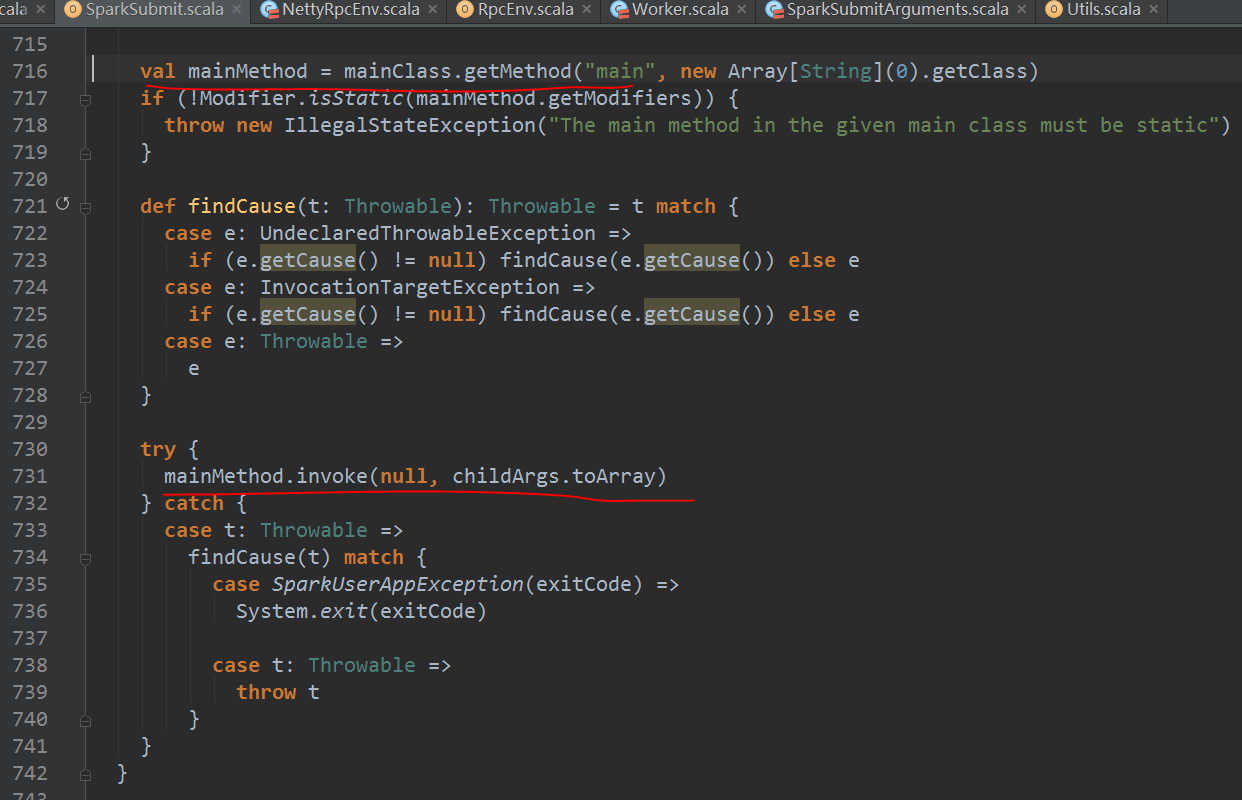 cala × SparkSubmit.scala × NettyRpcEnv.scala × RpcEnv.scala × Worker.scala × SparkSubmitArguments.scala × Utils.scala ×
715
716 val mainMethod = mainClass.getMethod("main", new Array[String](0).getClass)
717 if (!Modifier.isStatic(mainMethod.getModifiers)) {
718 throw new IllegalStateException("The main method in the given main class must be static")
719 }
720
721 def findCause(t: Throwable): Throwable = t match {
722 case e: UndeclaredThrowableException =>
723 if (e.getCause() != null) findCause(e.getCause()) else e
724 case e: InvocationTargetException =>
725 if (e.getCause() != null) findCause(e.getCause()) else e
726 case e: Throwable =>
727 e
728 }
729
730 try {
731 mainMethod.invoke(null, childArgs.toArray)
732 } catch {
733 case t: Throwable =>
734 findCause(t) match {
735 case SparkUserAppException(exitCode) =>
736 System.exit(exitCode)
737
738 case t: Throwable =>
739 throw t
740 }
741 }
742 }
743